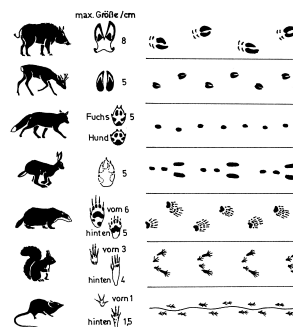 max. Größe/cm
8
5
Fuchs 5
Hund
5
vorn 6
hinten 5
vorn 3
hinten 4
vorn 1
hinten 1,5